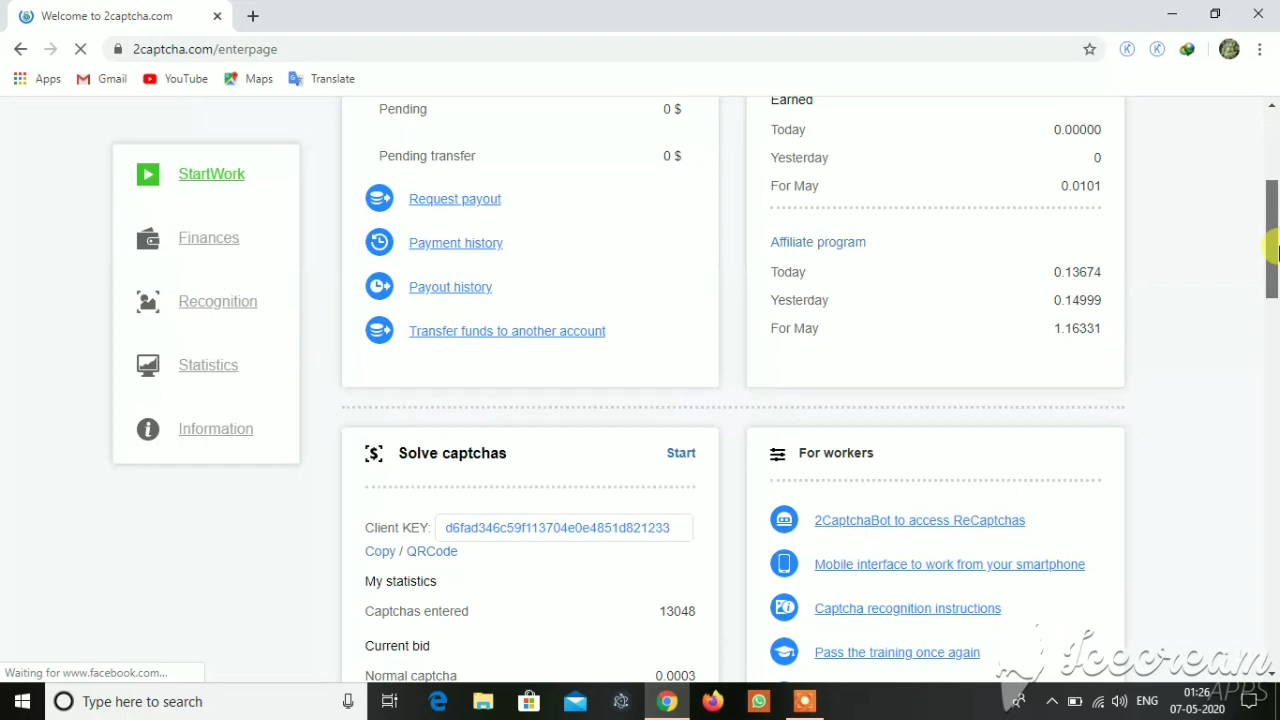 Welcome to 2captcha.com
2captcha.com/enterpage
Apps Gmail YouTube Maps Translate
StartWork
Finances
Recognition
Statistics
Information
Pending 0 $
Pending transfer 0 $
Request payout
Payment history
Payout history
Transfer funds to another account
Earned
Today 0.00000
Yesterday 0
For May 0.0101
Affiliate program
Today 0.13674
Yesterday 0.14999
For May 1.16331
Solve captchas Start
Client KEY: d6fad346c59f113704e0e4851d821233
Copy / QRCode
My statistics
Captchas entered 13048
Current bid
Normal captcha 0.0003
For workers
2CaptchaBot to access ReCaptchas
Mobile interface to work from your smartphone
Captcha recognition instructions
Pass the training once again
Waiting for www.facebook.com...
Icecream
APPS
Type here to search
ENG
01:26
07-05-2020